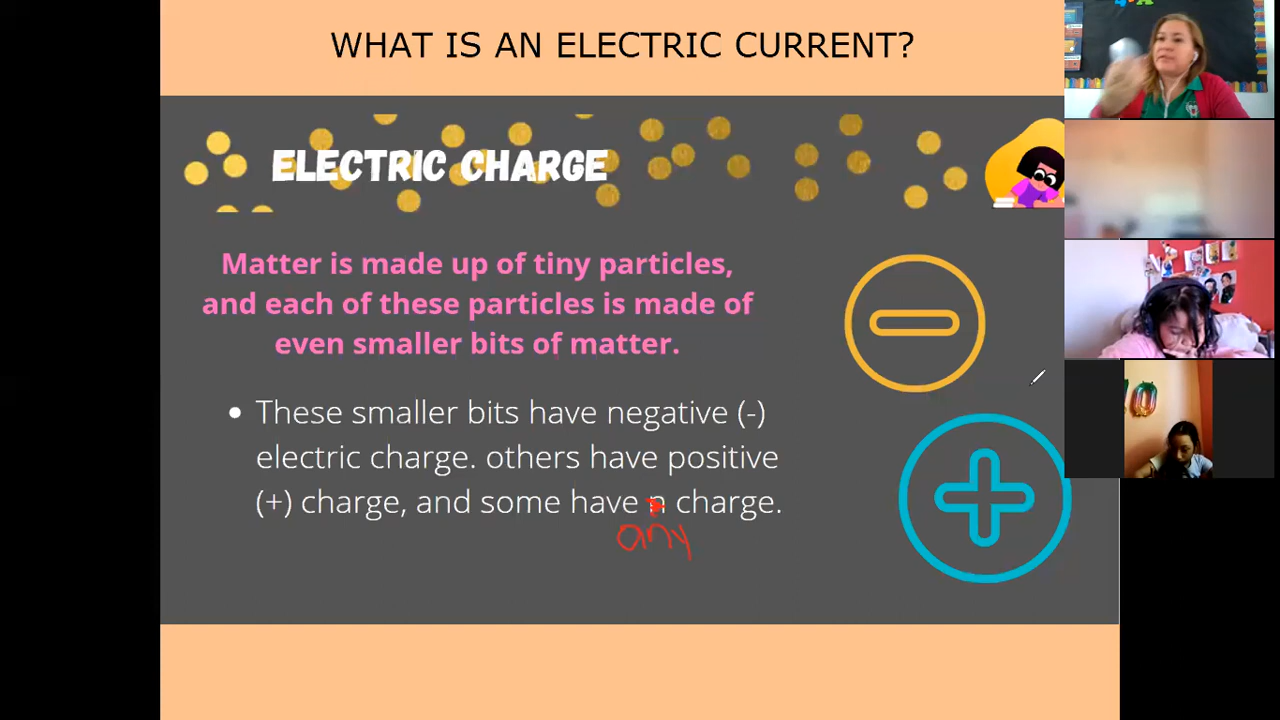 WHAT IS AN ELECTRIC CURRENT?
ELECTRIC CHARGE
Matter is made up of tiny particles,
and each of these particles is made of
even smaller bits of matter.
• These smaller bits have negative (-)
electric charge. others have positive
(+) charge, and some have n charge.
any